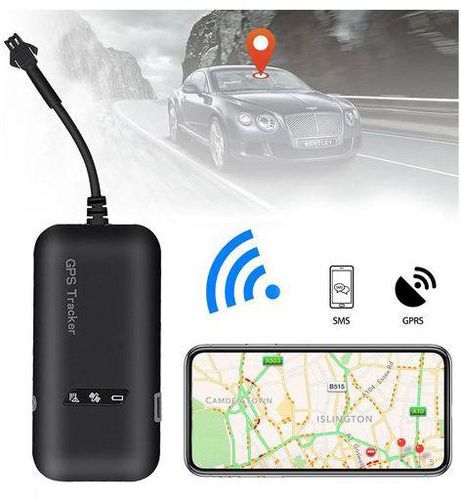 BENTLEY
GPS Tracker
SMS
GPRS
A503
B515
CAMDEN TOWN
ISLINGTON
A10